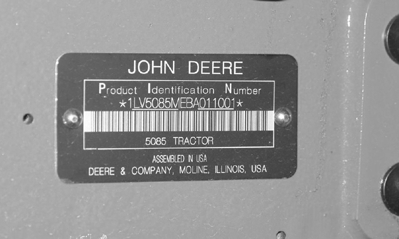 JOHN DEERE
Product Identification Number
*1LV5085MEBA011001*
5085 TRACTOR
ASSEMBLED IN USA
DEERE & COMPANY, MOLINE, ILLINOIS, USA